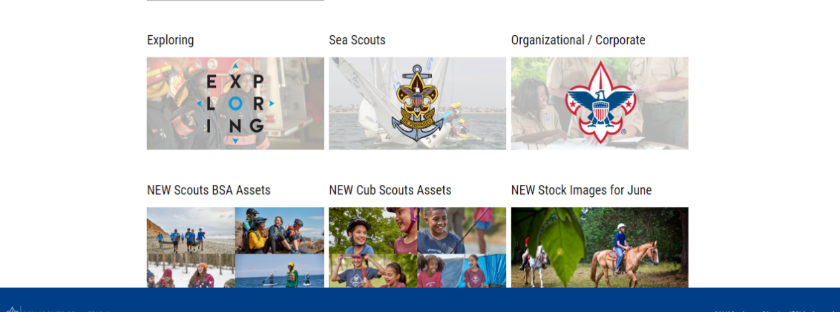 Exploring
Sea Scouts
Organizational / Corporate
EXP
LOR
ING
NEW Scouts BSA Assets
NEW Cub Scouts Assets
NEW Stock Images for June